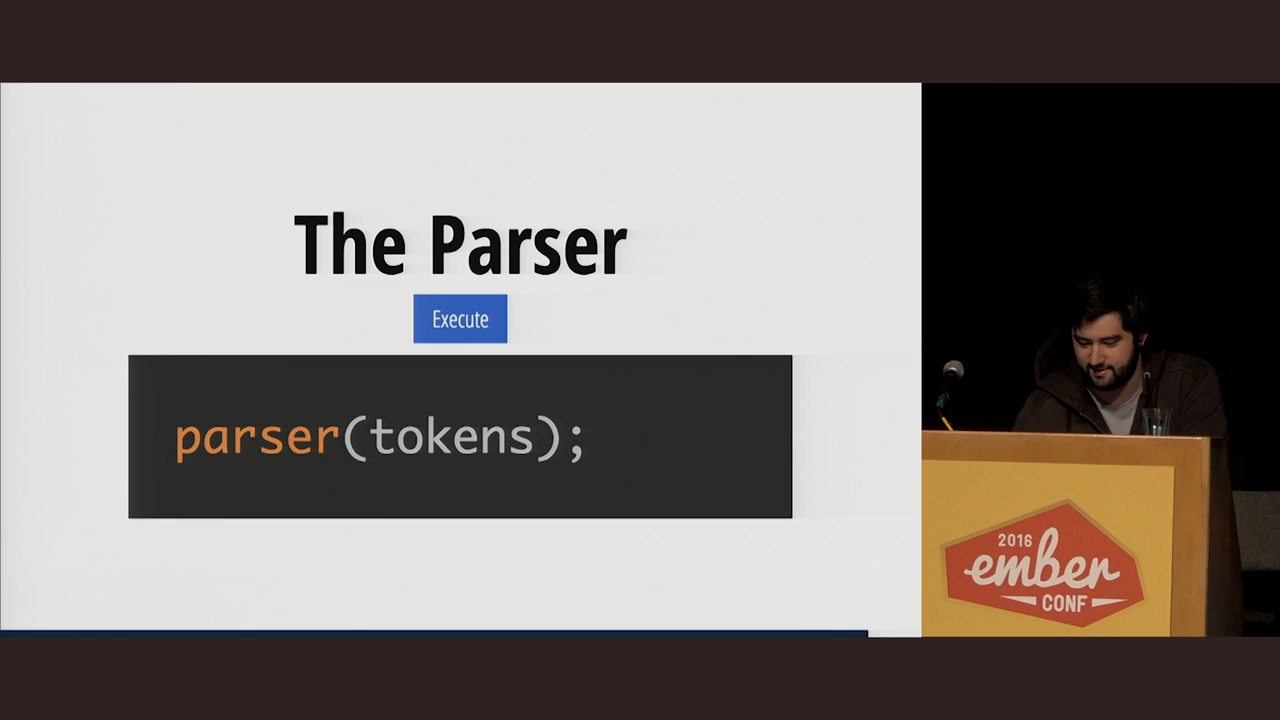 The Parser
Execute
parser(tokens);
2016
ember
CONF